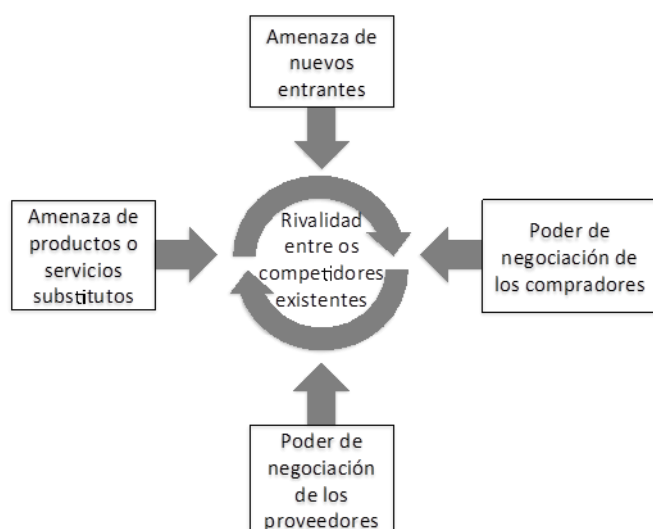 Amenaza de
nuevos
entrantes
Amenaza de
productos o
servicios
substitutos
Rivalidad
entre os
competidores
existentes
Poder de
negociación de
los compradores
Poder de
negociación
de los
proveedores